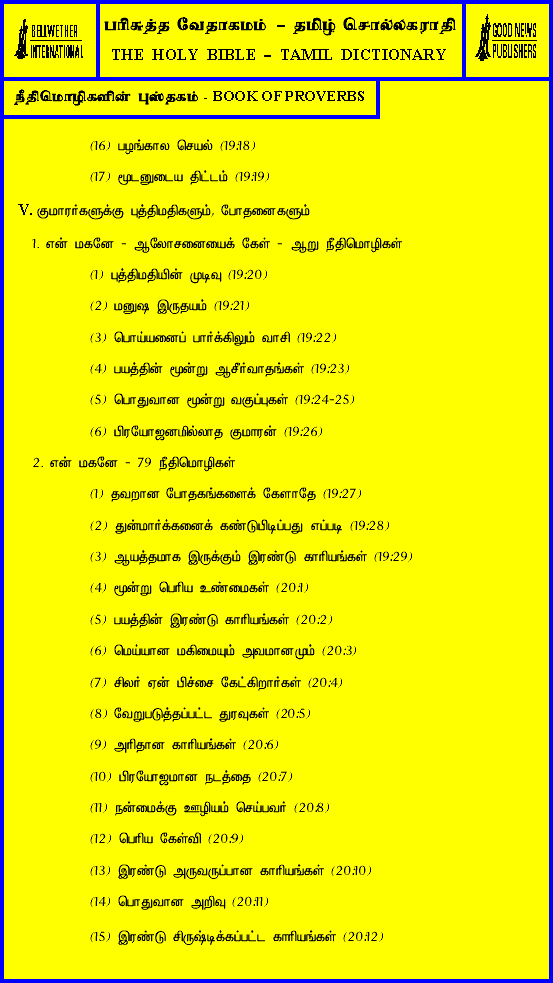 BELLWETHER
INTERNATIONAL
பரிசுத்த வேதாகமம் – தமிழ் சொல்லகராதி
THE HOLY BIBLE – TAMIL DICTIONARY
GOOD NEWS
PUBLISHERS
நீதிமொழிகளின் புஸ்தகம் - BOOK OF PROVERBS
(16) பழங்கால செயல் (19:18)
(17) மூடனுடைய திட்டம் (19:19)
V. குமாரர்களுக்கு புத்திமதிகளும், போதனைகளும்
1. என் மகனே - ஆலோசனையைக் கேள் - ஆறு நீதிமொழிகள்
(1) புத்திமதியின் முடிவு (19:20)
(2) மனுஷ இருதயம் (19:21)
(3) பொய்யனைப் பார்க்கிலும் வாசி (19:22)
(4) பயத்தின் மூன்று ஆசீர்வாதங்கள் (19:23)
(5) பொதுவான மூன்று வகுப்புகள் (19:24-25)
(6) பிரயோஜனமில்லாத குமாரன் (19:26)
2. என் மகனே - 79 நீதிமொழிகள்
(1) தவறான போதகங்களைக் கேளாதே (19:27)
(2) துன்மார்க்கனைக் கண்டுபிடிப்பது எப்படி (19:28)
(3) ஆயத்தமாக இருக்கும் இரண்டு காரியங்கள் (19:29)
(4) மூன்று பெரிய உண்மைகள் (20:1)
(5) பயத்தின் இரண்டு காரியங்கள் (20:2)
(6) மெய்யான மகிமையும் அவமானமும் (20:3)
(7) சிலர் ஏன் பிச்சை கேட்கிறார்கள் (20:4)
(8) வேறுபடுத்தப்பட்ட துரவுகள் (20:5)
(9) அரிதான காரியங்கள் (20:6)
(10) பிரயோஜமான நடத்தை (20:7)
(11) நன்மைக்கு ஊழியம் செய்பவர் (20:8)
(12) பெரிய கேள்வி (20:9)
(13) இரண்டு அருவருப்பான காரியங்கள் (20:10)
(14) பொதுவான அறிவு (20:11)
(15) இரண்டு சிருஷ்டிக்கப்பட்ட காரியங்கள் (20:12)